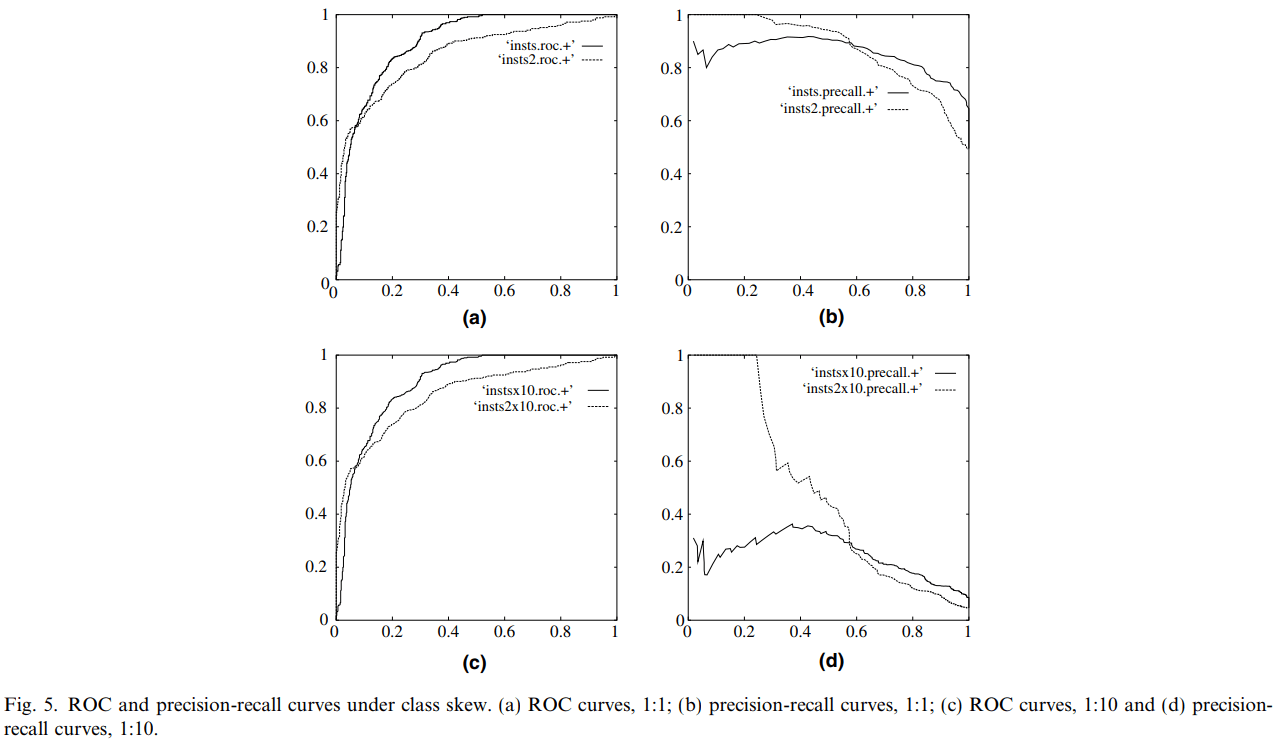 1
0.8
0.6
0.4
0.2
0
0 0.2 0.4 0.6 0.8 1
'insts.roc.+'
'insts2.roc.+'
(a)
1
0.8
0.6
0.4
0.2
0
0 0.2 0.4 0.6 0.8 1
'insts.precall.+'
'insts2.precall.+'
(b)
1
0.8
0.6
0.4
0.2
0
0 0.2 0.4 0.6 0.8 1
'instsx10.roc.+'
'insts2x10.roc.+'
(c)
1
0.8
0.6
0.4
0.2
0
0 0.2 0.4 0.6 0.8 1
'instsx10.precall.+'
'insts2x10.precall.+'
(d)
Fig. 5. ROC and precision-recall curves under class skew. (a) ROC curves, 1:1; (b) precision-recall curves, 1:1; (c) ROC curves, 1:10 and (d) precision-
recall curves, 1:10.